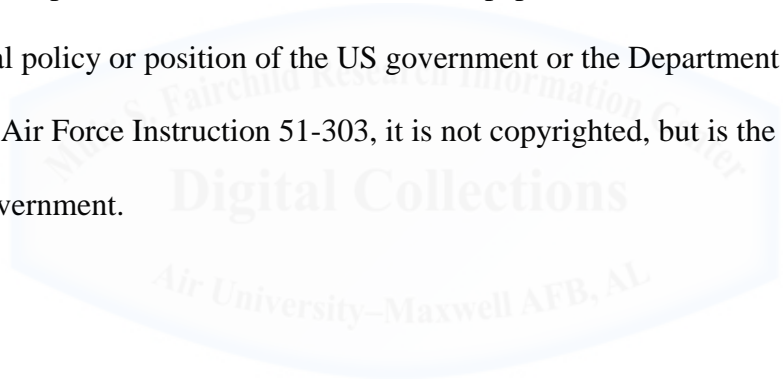 al policy or position of the US government or the Department
Muir S. Fairchild Research Information Center
Air Force Instruction 51-303, it is not copyrighted, but is the
Digital Collections
vernment.
Air University–Maxwell AFB, AL